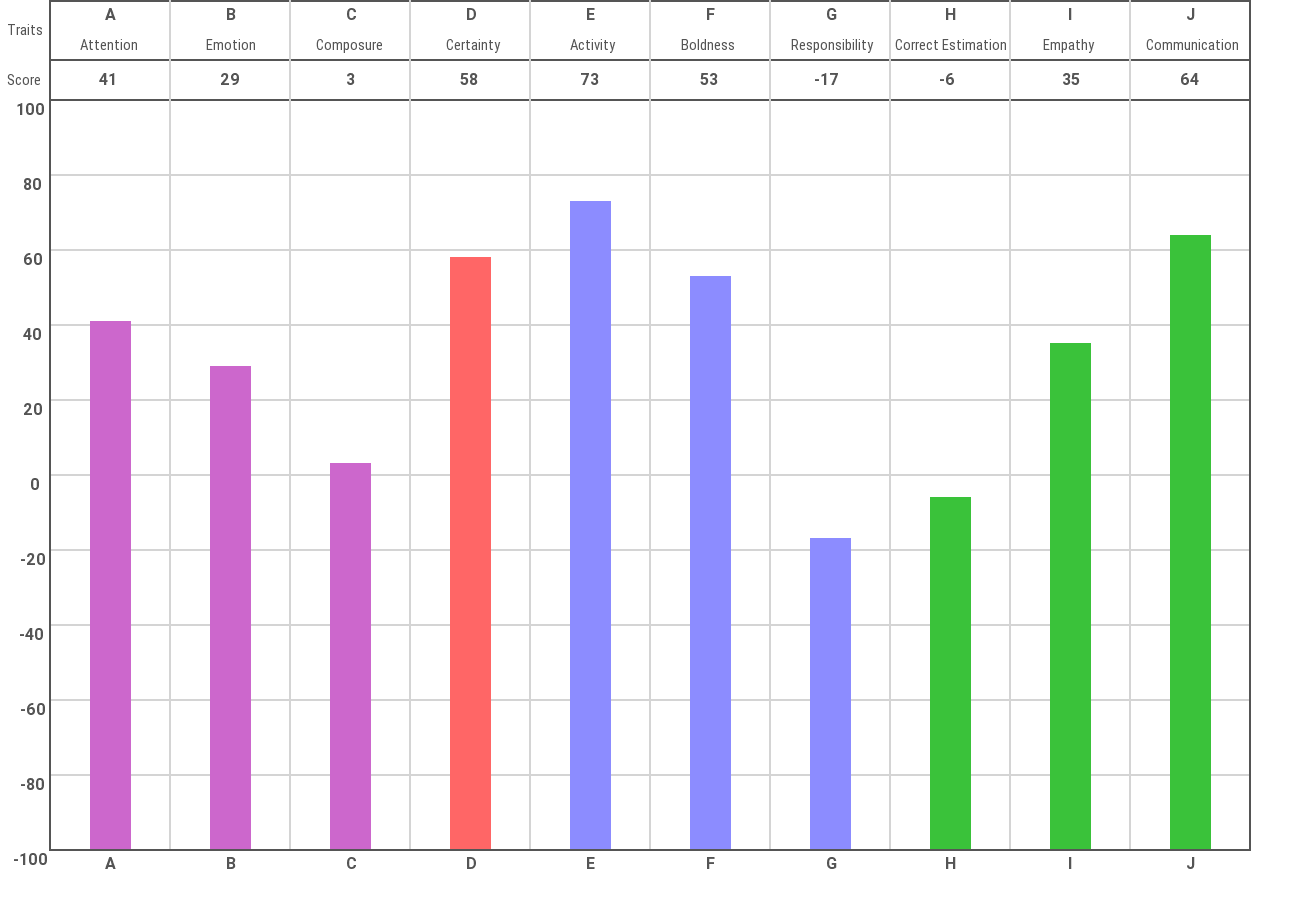 A B C D E F G H I J
Traits
Attention Emotion Composure Certainty Activity Boldness Responsibility Correct Estimation Empathy Communication
Score 41 29 3 58 73 53 -17 -6 35 64
100
80
60
40
20
0
-20
-40
-60
-80
-100
A B C D E F G H I J